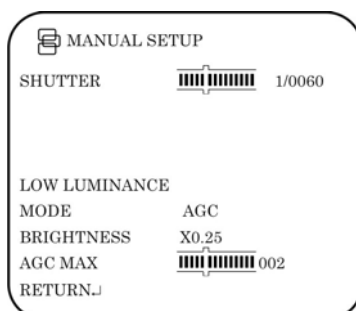 MANUAL SETUP
SHUTTER 1/0060
LOW LUMINANCE
MODE AGC
BRIGHTNESS X0.25
AGC MAX 002
RETURN↵